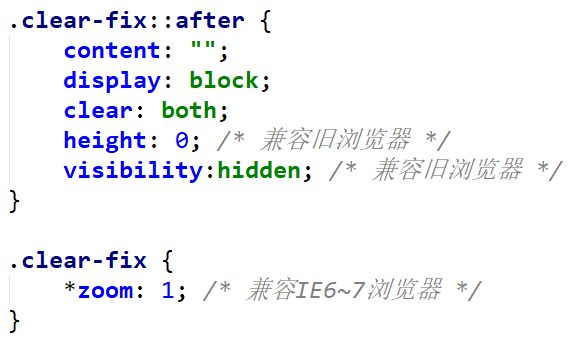 .clear-fix::after {
    content: "";
    display: block;
    clear: both;
    height: 0; /* 兼容旧浏览器 */
    visibility:hidden; /* 兼容旧浏览器 */
}

.clear-fix {
    *zoom: 1; /* 兼容IE6~7浏览器 */
}